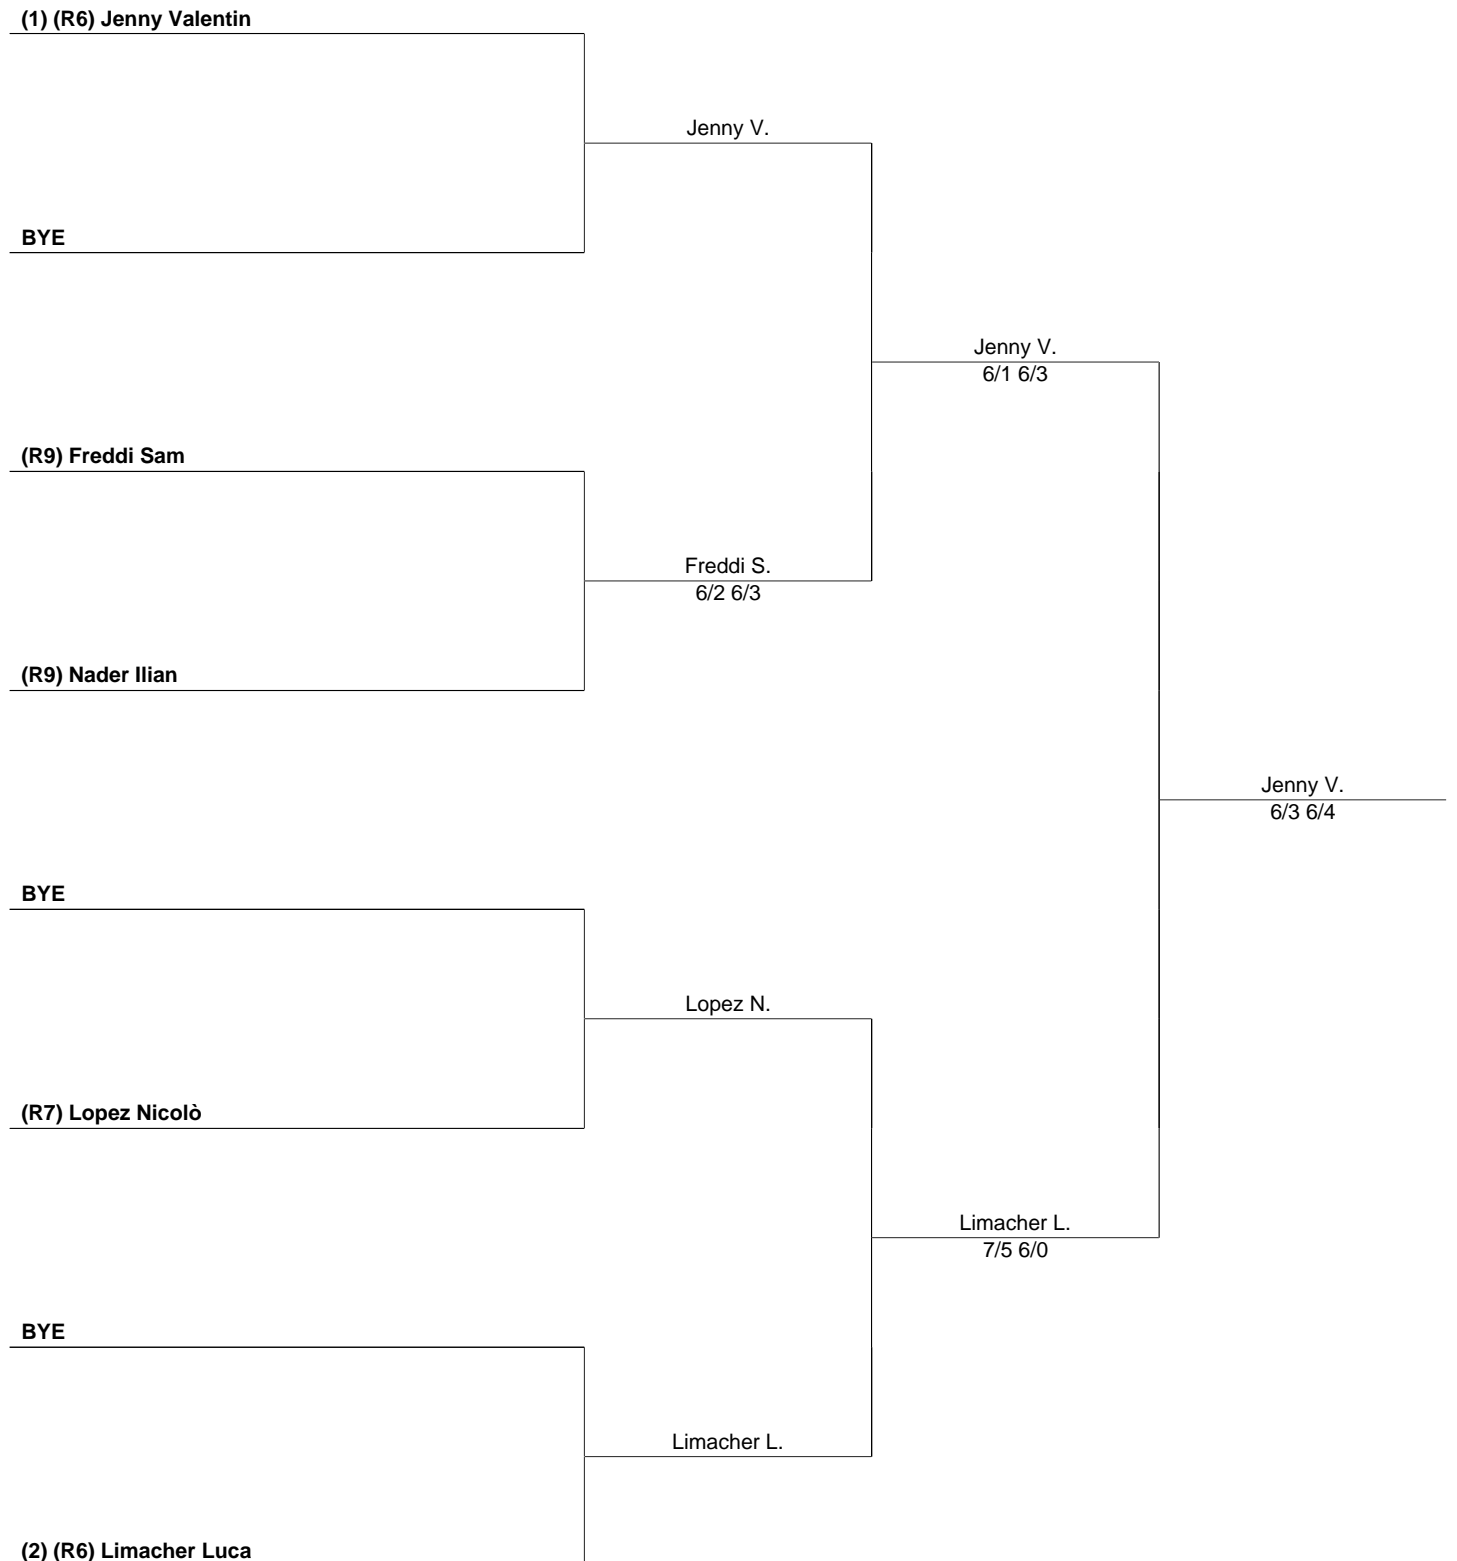 (1) (R6) Jenny Valentin
Jenny V.
BYE
Jenny V.
6/1 6/3
(R9) Freddi Sam
Freddi S.
6/2 6/3
(R9) Nader Ilian
Jenny V.
6/3 6/4
BYE
Lopez N.
(R7) Lopez Nicolò
Limacher L.
7/5 6/0
BYE
Limacher L.
(2) (R6) Limacher Luca